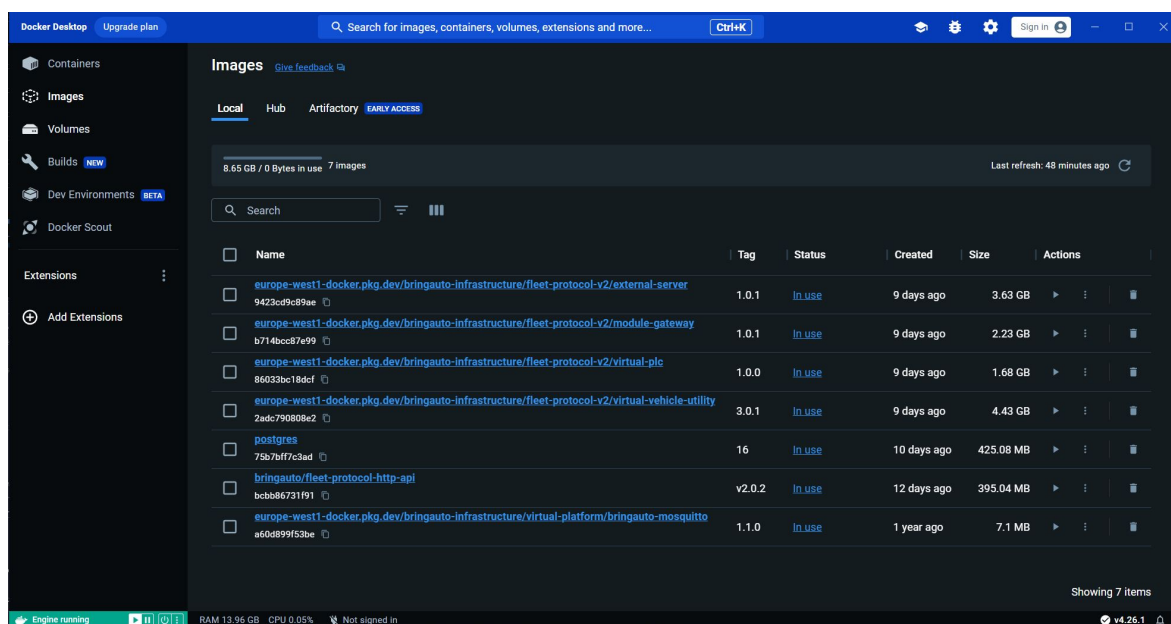 Docker Desktop Upgrade plan Search for images, containers, volumes, extensions and more... Ctrl+K Sign in
Containers
Images
Volumes
Builds NEW
Dev Environments BETA
Docker Scout
Extensions
Add Extensions
Images Give feedback
Local Hub Artifactory EARLY ACCESS
8.65 GB / 0 Bytes in use 7 images Last refresh: 48 minutes ago
Search
Name Tag Status Created Size Actions
europe-west1-docker.pkg.dev/bringauto-infrastructure/fleet-protocol-v2/external-server
9423cd9c89ae 1.0.1 In use 9 days ago 3.63 GB
europe-west1-docker.pkg.dev/bringauto-infrastructure/fleet-protocol-v2/module-gateway
b714bcc87e99 1.0.1 In use 9 days ago 2.23 GB
europe-west1-docker.pkg.dev/bringauto-infrastructure/fleet-protocol-v2/virtual-plc
86033bc18dcf 1.0.0 In use 9 days ago 1.68 GB
europe-west1-docker.pkg.dev/bringauto-infrastructure/fleet-protocol-v2/virtual-vehicle-utility
2adc790808e2 3.0.1 In use 9 days ago 4.43 GB
postgres
75b7bff7c3ad 16 In use 10 days ago 425.08 MB
bringauto/fleet-protocol-http-api
bcbb86731f91 v2.0.2 In use 12 days ago 395.04 MB
europe-west1-docker.pkg.dev/bringauto-infrastructure/virtual-platform/bringauto-mosquitto
a60d899f53be 1.1.0 In use 1 year ago 7.1 MB
Showing 7 items
Engine running RAM 13.96 GB CPU 0.05% Not signed in v4.26.1